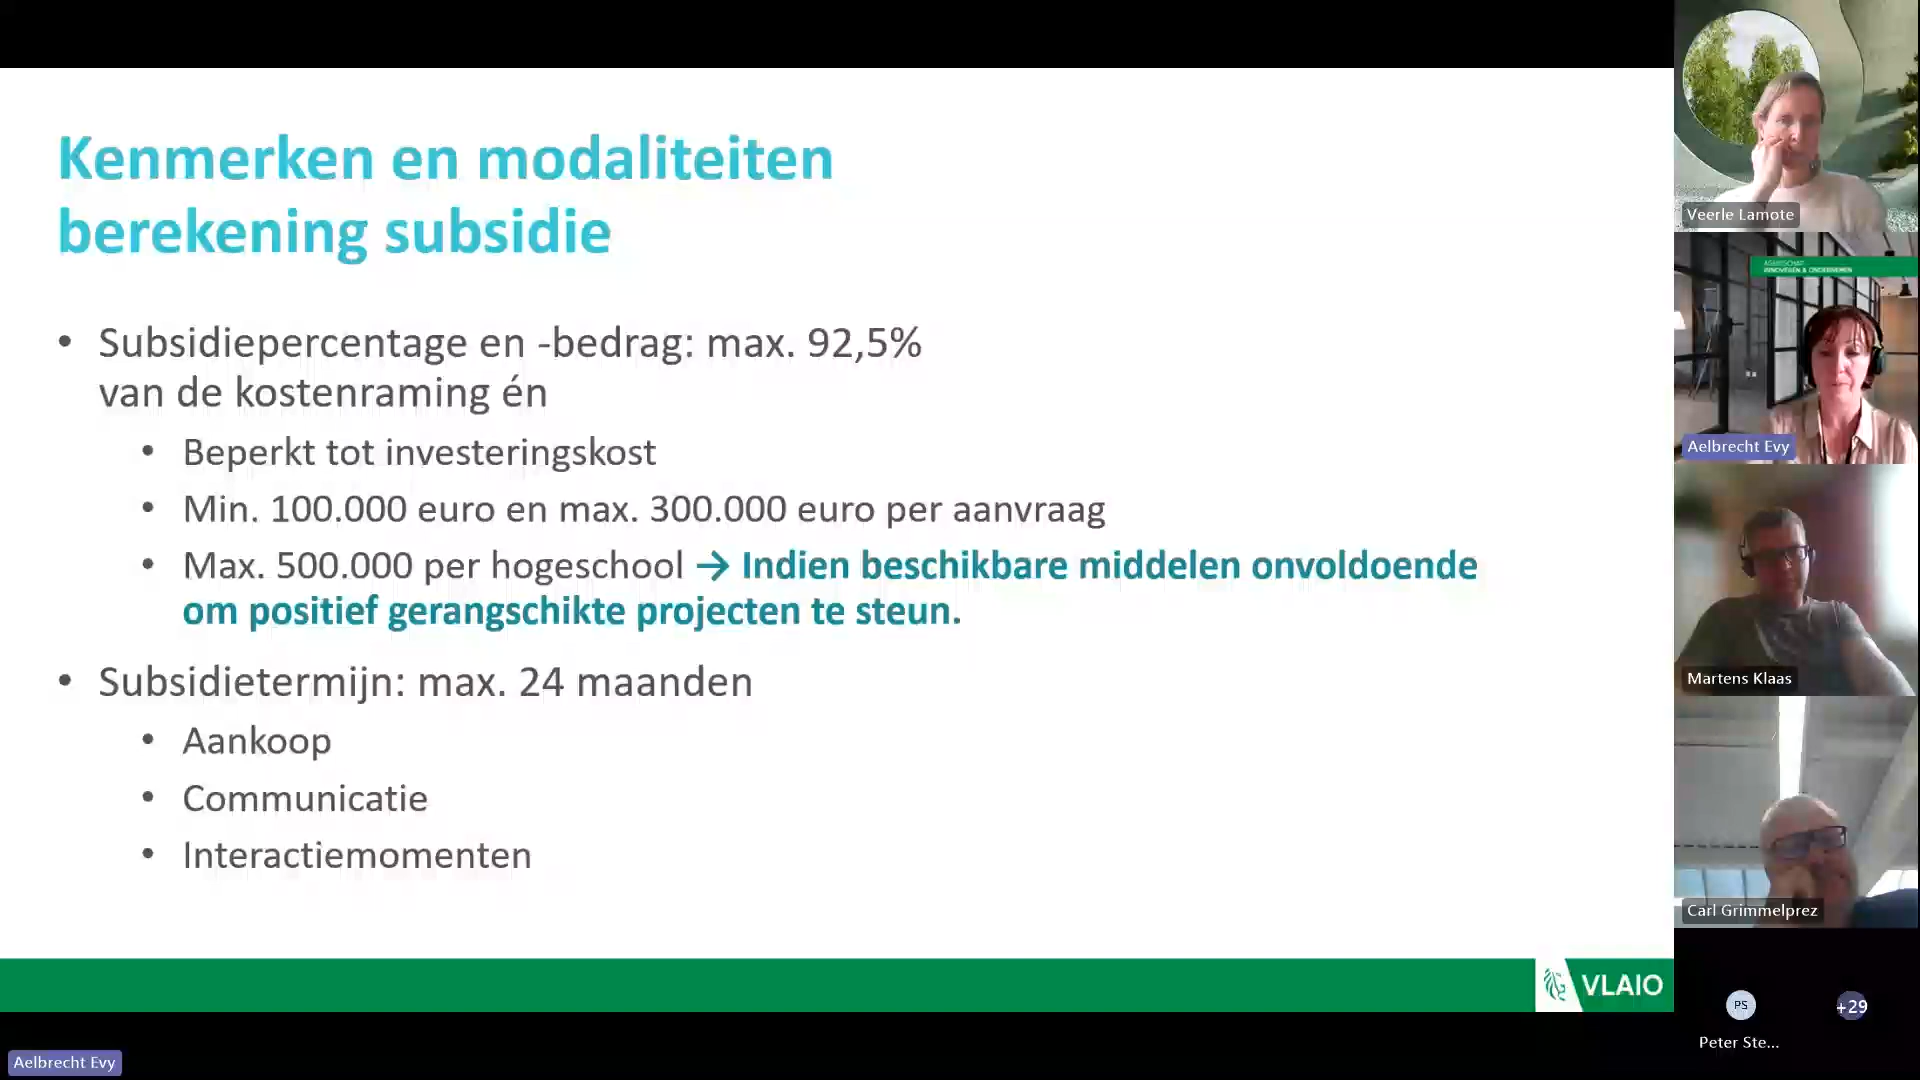 Kenmerken en modaliteiten
berekening subsidie
• Subsidiepercentage en -bedrag: max. 92,5%
van de kostenraming én
• Beperkt tot investeringskost
• Min. 100.000 euro en max. 300.000 euro per aanvraag
• Max. 500.000 per hogeschool → Indien beschikbare middelen onvoldoende
om positief gerangschikte projecten te steun.
• Subsidietermijn: max. 24 maanden
• Aankoop
• Communicatie
• Interactiemomenten
VLAIO
Aelbrecht Evy
Veerle Lamote
AGENTSCHAP
INNOVEREN & ONDERNEMEN
Aelbrecht Evy
Martens Klaas
Carl Grimmelprez
PS
+29
Peter Ste...